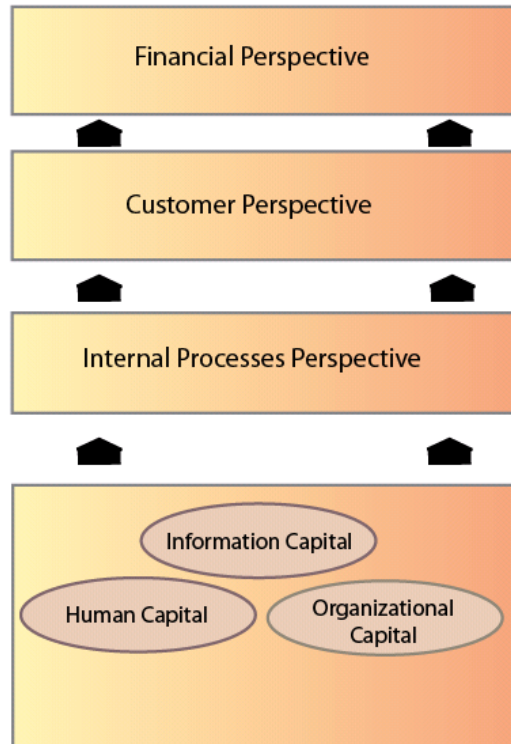 Financial Perspective
Customer Perspective
Internal Processes Perspective
Information Capital
Human Capital
Organizational
Capital